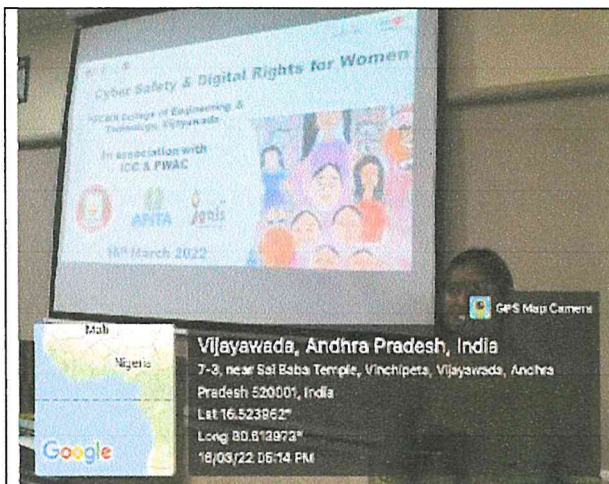 Cyber Safety & Digital Rights for Women
College of Engineering &
Technology, Vijayawada
In association with
ICC & PWAC
APITA
ignis
16th March 2022
GPS Map Camera
Mali
Nigeria
Google
Vijayawada, Andhra Pradesh, India
7-3, near Sai Baba Temple, Vinchipeta, Vijayawada, Andhra
Pradesh 520001, India
Lat 16.523962°
Long 80.613973°
16/03/22 05:14 PM